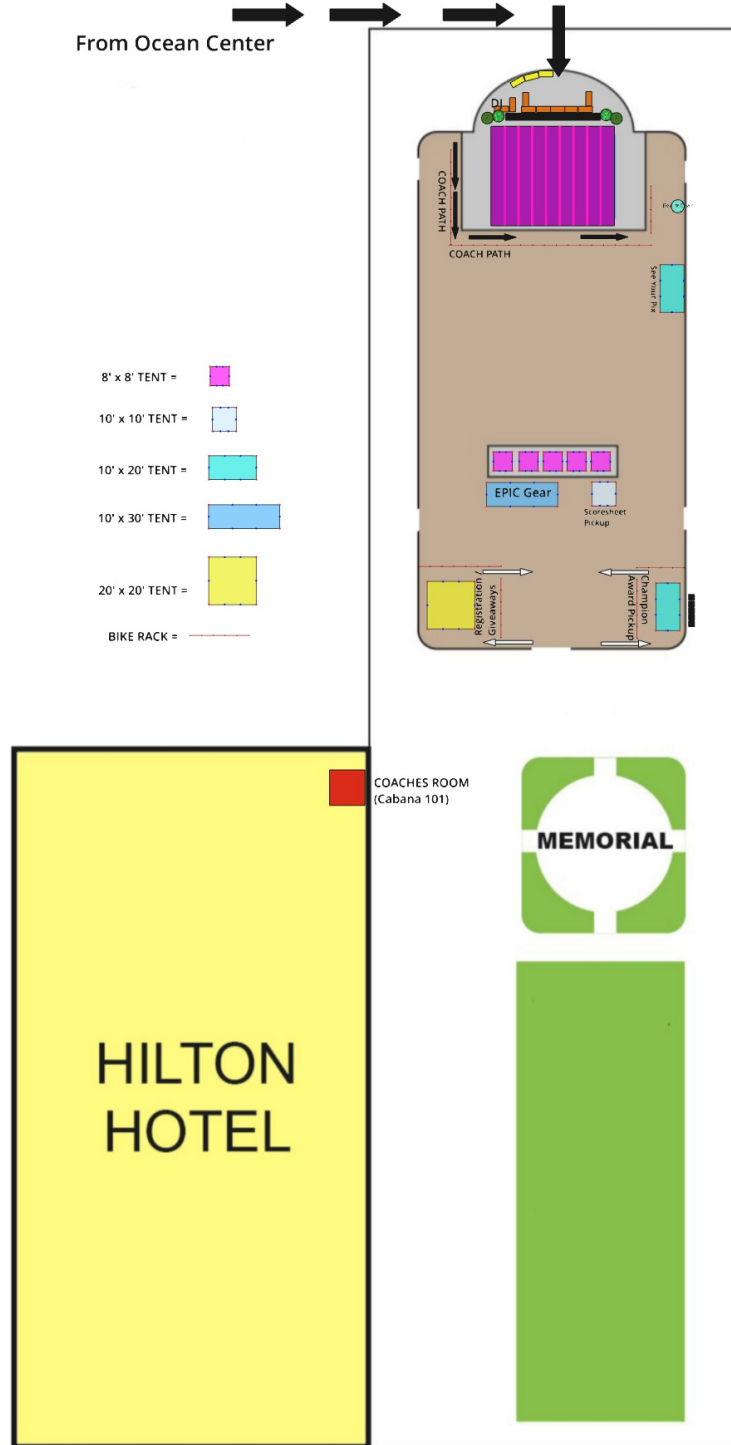 From Ocean Center
DJ
COACH PATH
COACH PATH
See Your Pix
8' x 8' TENT =
10' x 10' TENT =
10' x 20' TENT =
10' x 30' TENT =
20' x 20' TENT =
BIKE RACK =
EPIC Gear
Scoresheet
Pickup
Registration /
Giveaways
Champion
Award Pickup
COACHES ROOM
(Cabana 101)
MEMORIAL
HILTON
HOTEL